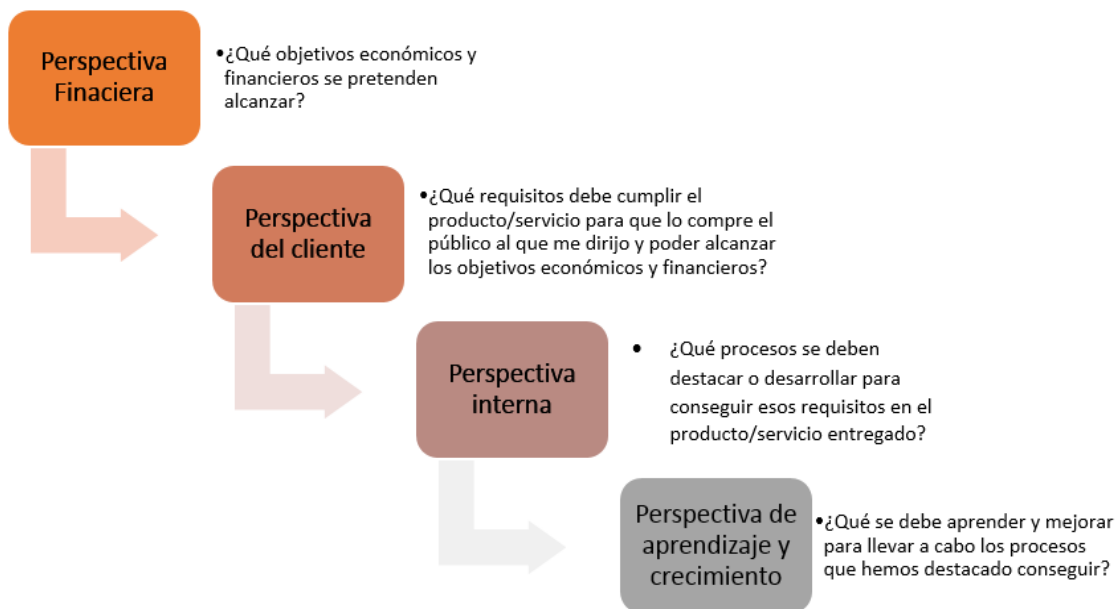 Perspectiva
Finaciera
•¿Qué objetivos económicos y
financieros se pretenden
alcanzar?
Perspectiva
del cliente
•¿Qué requisitos debe cumplir el
producto/servicio para que lo compre el
público al que me dirijo y poder alcanzar
los objetivos económicos y financieros?
Perspectiva
interna
• ¿Qué procesos se deben
destacar o desarrollar para
conseguir esos requisitos en el
producto/servicio entregado?
Perspectiva de
aprendizaje y
crecimiento
•¿Qué se debe aprender y mejorar
para llevar a cabo los procesos
que hemos destacado conseguir?